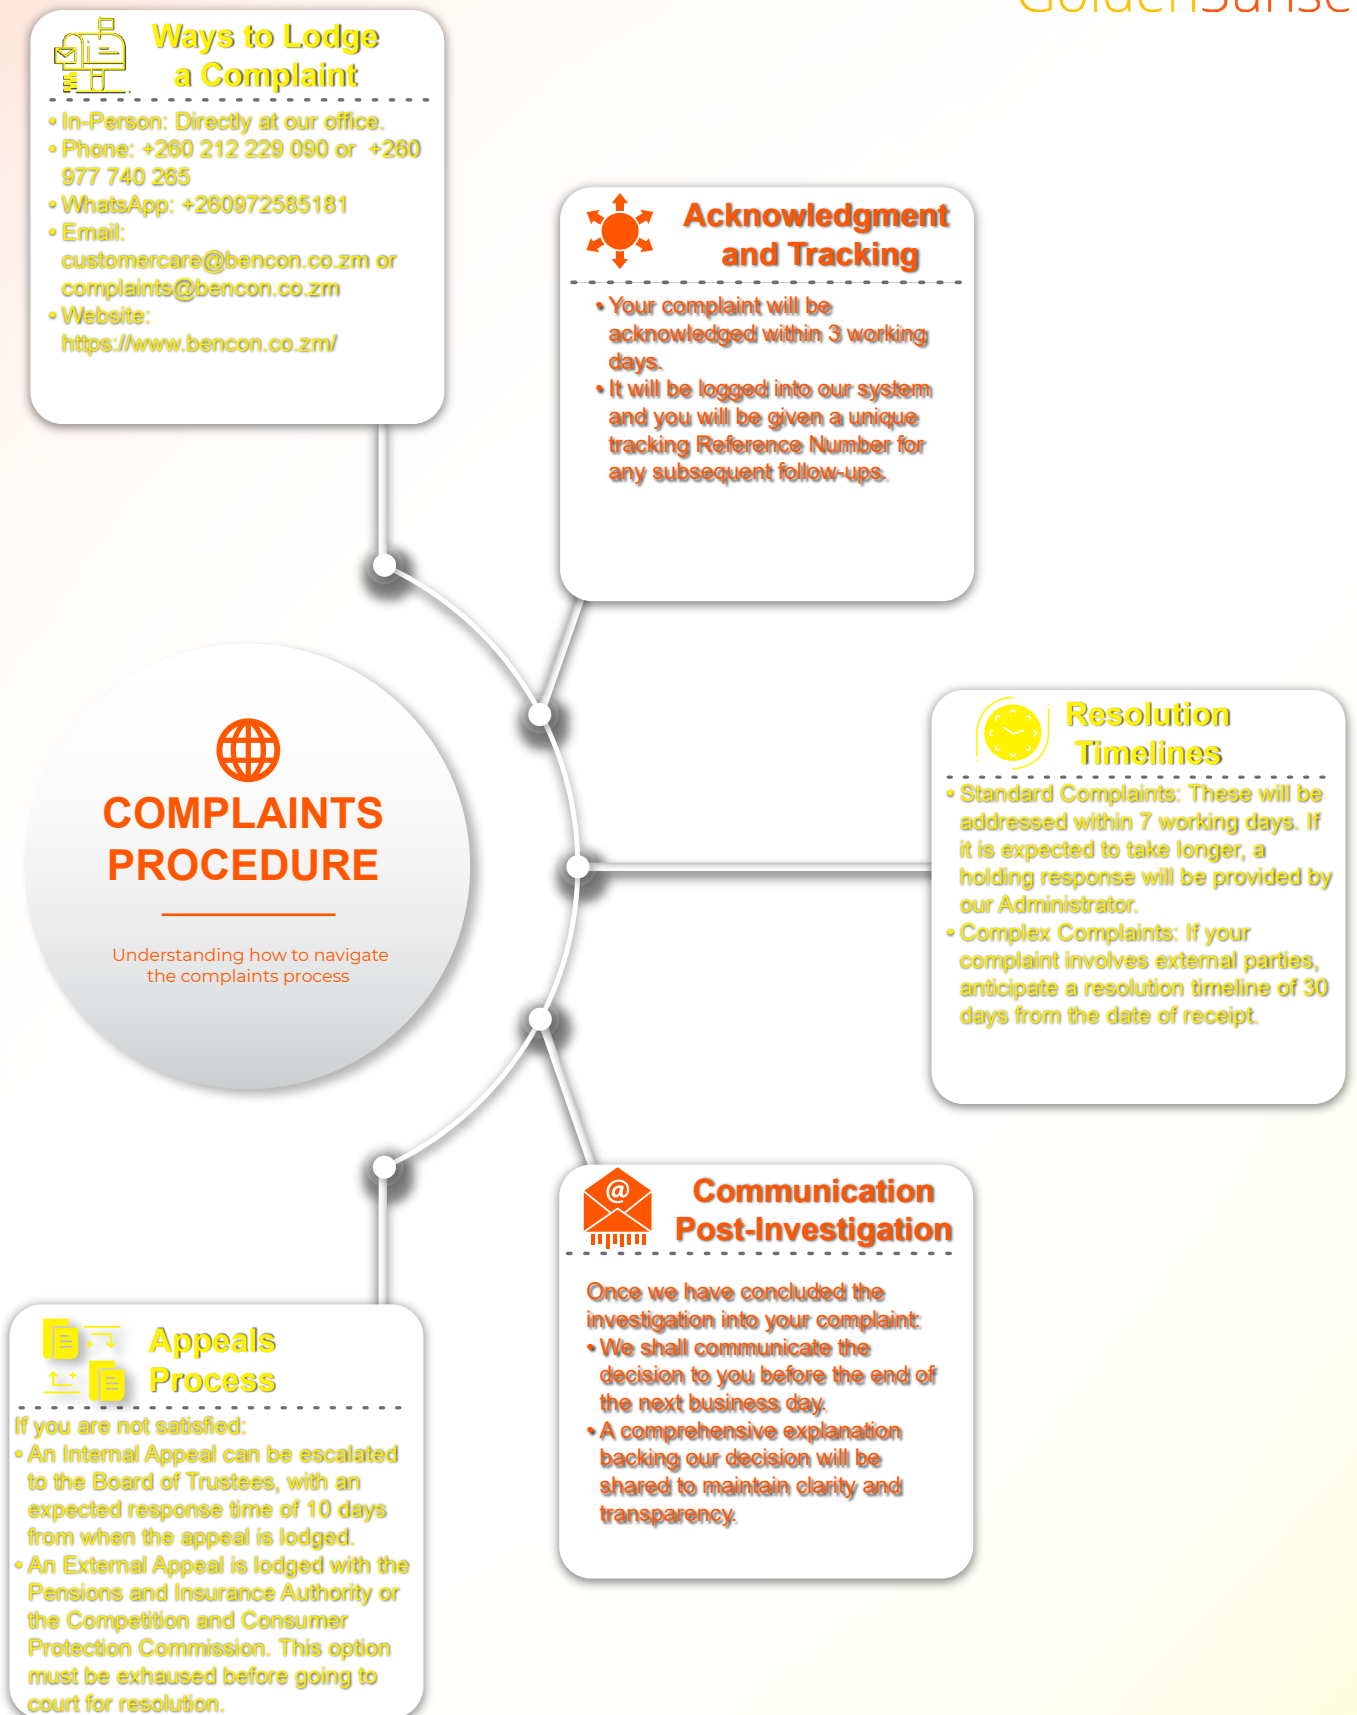 Ways to Lodge
a Complaint
• In-Person: Directly at our office.
• Phone: +260 212 229 090 or +260
977 740 265
• WhatsApp: +260972585181
• Email:
customercare@bencon.co.zm or
complaints@bencon.co.zm
• Website:
https://www.bencon.co.zm/
Acknowledgment
and Tracking
• Your complaint will be
acknowledged within 3 working
days.
• It will be logged into our system
and you will be given a unique
tracking Reference Number for
any subsequent follow-ups.
COMPLAINTS
PROCEDURE
Understanding how to navigate
the complaints process
Resolution
Timelines
• Standard Complaints: These will be
addressed within 7 working days. If
it is expected to take longer, a
holding response will be provided by
our Administrator.
• Complex Complaints: If your
complaint involves external parties,
anticipate a resolution timeline of 30
days from the date of receipt.
@
Communication
Post-Investigation
Once we have concluded the
investigation into your complaint:
• We shall communicate the
decision to you before the end of
the next business day.
• A comprehensive explanation
backing our decision will be
shared to maintain clarity and
transparency.
Appeals
Process
If you are not satisfied:
• An Internal Appeal can be escalated
to the Board of Trustees, with an
expected response time of 10 days
from when the appeal is lodged.
• An External Appeal is lodged with the
Pensions and Insurance Authority or
the Competition and Consumer
Protection Commission. This option
must be exhaused before going to
court for resolution.